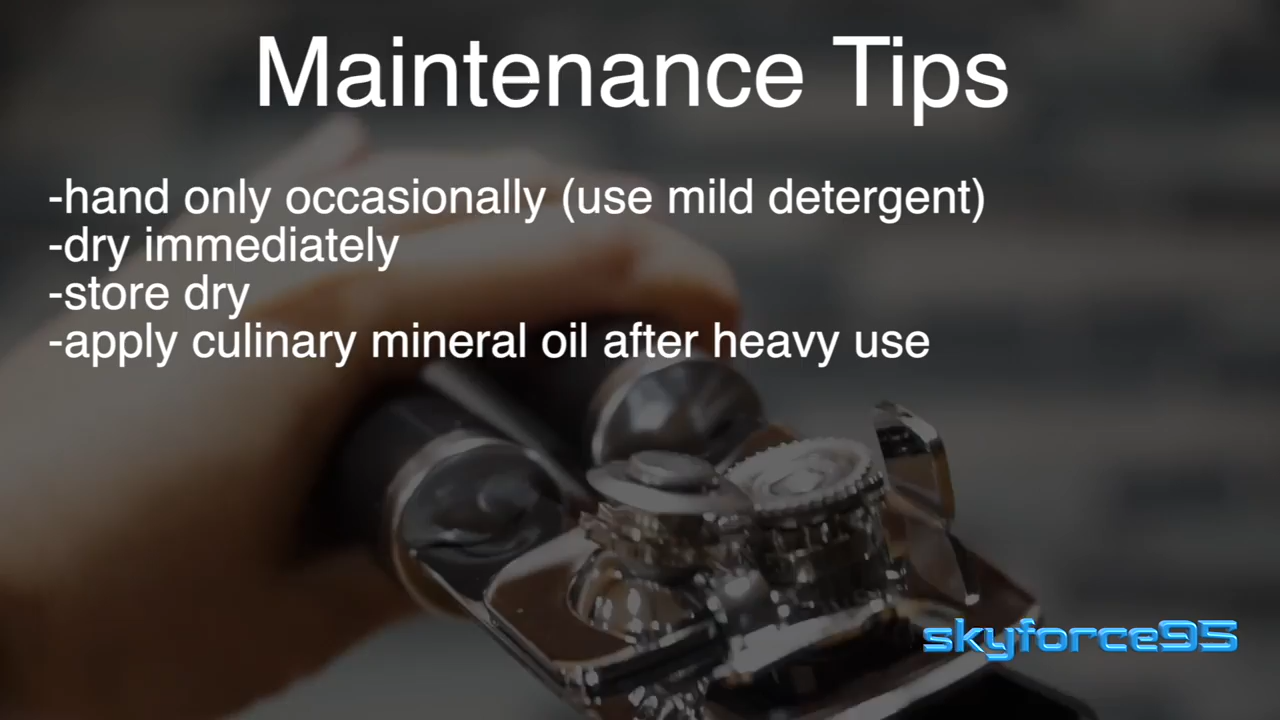 Maintenance Tips
-hand only occasionally (use mild detergent)
-dry immediately
-store dry
-apply culinary mineral oil after heavy use
skyforce95